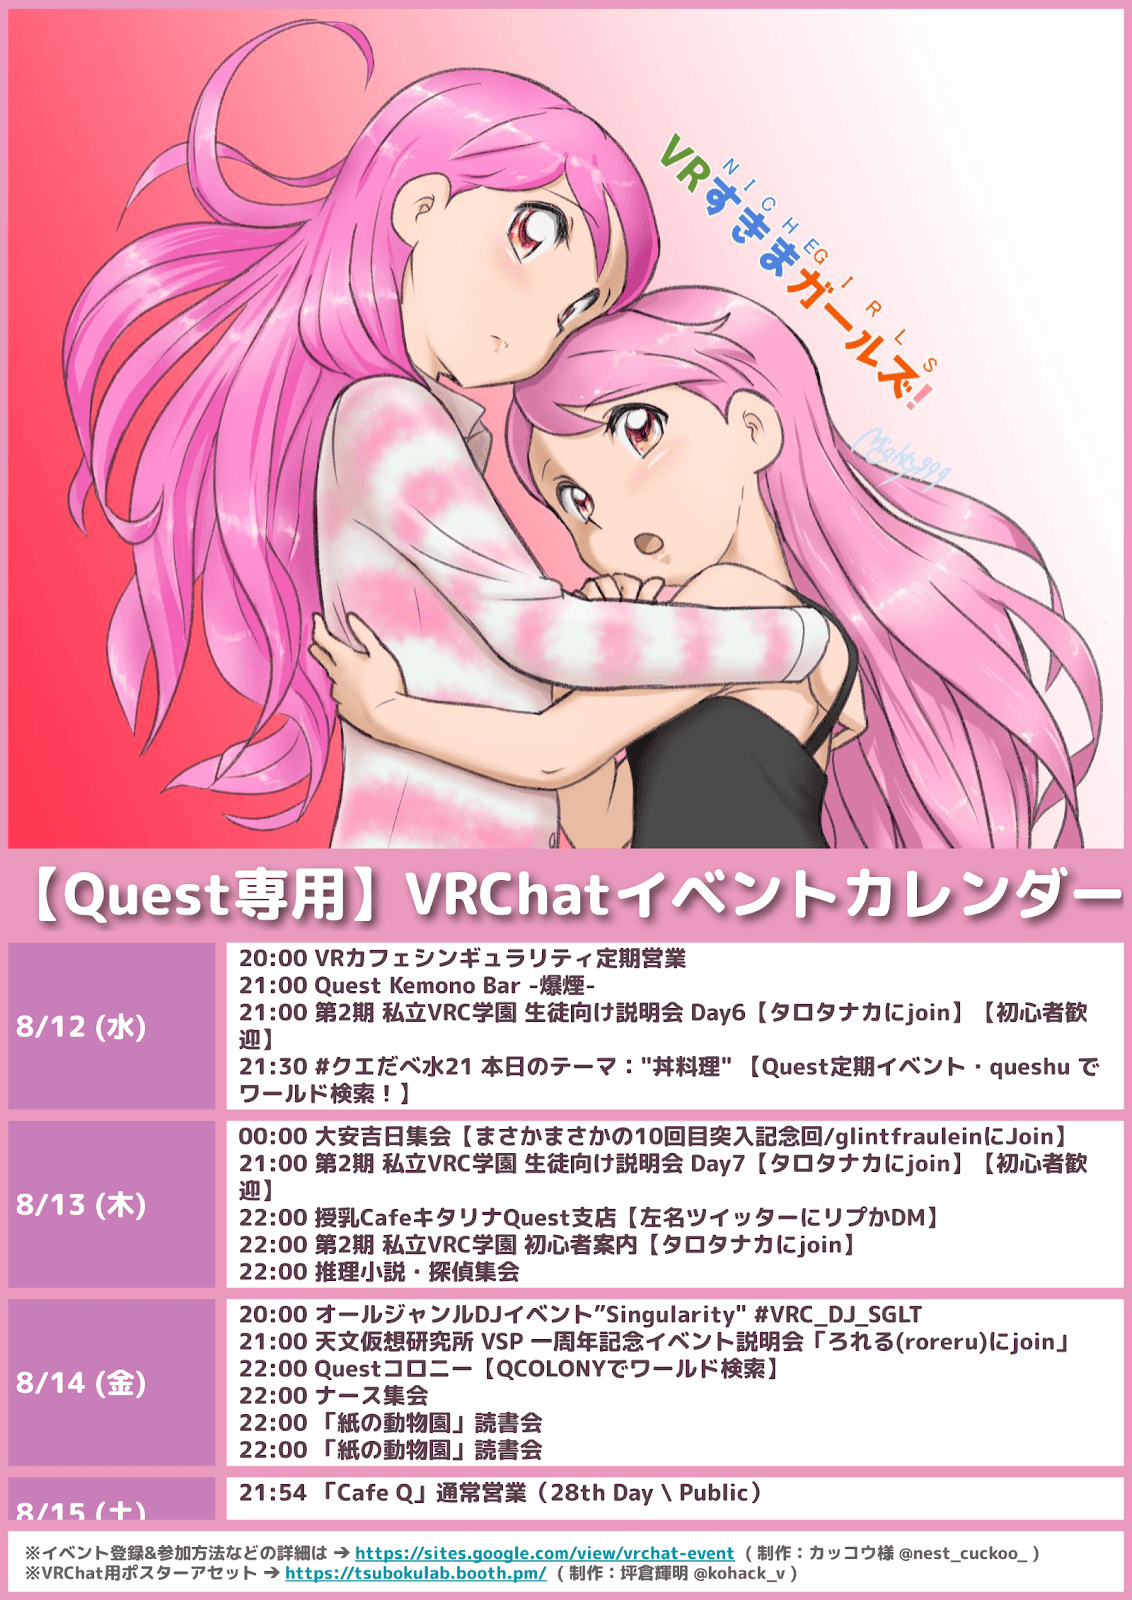 NICHE GIRLS
VRすきまガールズ!
Mighty999
【Quest専用】VRChatイベントカレンダー
8/12 (水)
20:00 VRカフェシンギュラリティ定期営業
21:00 Quest Kemono Bar -爆煙-
21:00 第2期 私立VRC学園 生徒向け説明会 Day6【タロタナカにjoin】【初心者歓
迎】
21:30 #クエだべ水21 本日のテーマ："丼料理" 【Quest定期イベント・queshu で
ワールド検索！】
8/13 (木)
00:00 大安吉日集会【まさかまさかの10回目突入記念回/glintfrauleinにJoin】
21:00 第2期 私立VRC学園 生徒向け説明会 Day7【タロタナカにjoin】【初心者歓
迎】
22:00 授乳CafeキタリナQuest支店【左名ツイッターにリプかDM】
22:00 第2期 私立VRC学園 初心者案内【タロタナカにjoin】
22:00 推理小説・探偵集会
8/14 (金)
20:00 オールジャンルDJイベント”Singularity" #VRC_DJ_SGLT
21:00 天文仮想研究所 VSP 一周年記念イベント説明会「ろれる(roreru)にjoin」
22:00 Questコロニー【QCOLONYでワールド検索】
22:00 ナース集会
22:00 「紙の動物園」読書会
22:00 「紙の動物園」読書会
8/15 (土)
21:54 「Cafe Q」通常営業（28th Day \ Public）
※イベント登録&参加方法などの詳細は → https://sites.google.com/view/vrchat-event （制作：カッコウ様 @nest_cuckoo_ ）
※VRChat用ポスターアセット → https://tsubokulab.booth.pm/ （制作：坪倉輝明 @kohack_v ）